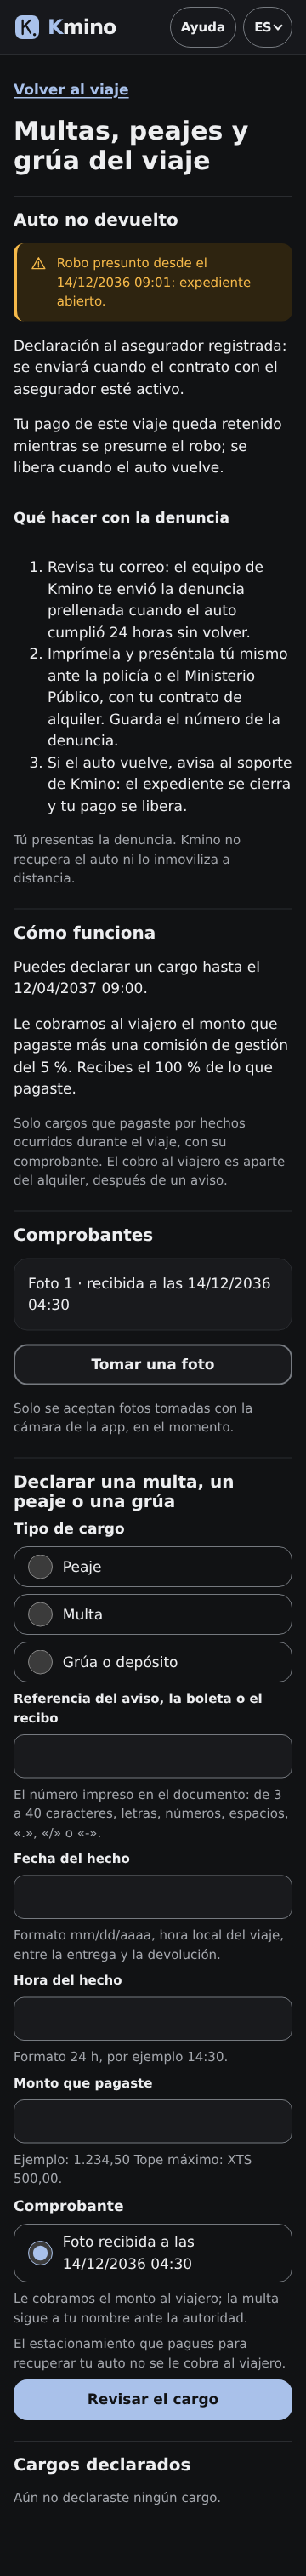 Kmino
Ayuda
ES
Volver al viaje
Multas, peajes y
grúa del viaje
Auto no devuelto
Robo presunto desde el
14/12/2036 09:01: expediente
abierto.
Declaración al asegurador registrada:
se enviará cuando el contrato con el
asegurador esté activo.
Tu pago de este viaje queda retenido
mientras se presume el robo; se
libera cuando el auto vuelve.
Qué hacer con la denuncia
1. Revisa tu correo: el equipo de
Kmino te envió la denuncia
prellenada cuando el auto
cumplió 24 horas sin volver.
2. Imprímela y preséntala tú mismo
ante la policía o el Ministerio
Público, con tu contrato de
alquiler. Guarda el número de la
denuncia.
3. Si el auto vuelve, avisa al soporte
de Kmino: el expediente se cierra
y tu pago se libera.
Tú presentas la denuncia. Kmino no
recupera el auto ni lo inmoviliza a
distancia.
Cómo funciona
Puedes declarar un cargo hasta el
12/04/2037 09:00.
Le cobramos al viajero el monto que
pagaste más una comisión de gestión
del 5 %. Recibes el 100 % de lo que
pagaste.
Solo cargos que pagaste por hechos
ocurridos durante el viaje, con su
comprobante. El cobro al viajero es aparte
del alquiler, después de un aviso.
Comprobantes
Foto 1 · recibida a las 14/12/2036
04:30
Tomar una foto
Solo se aceptan fotos tomadas con la
cámara de la app, en el momento.
Declarar una multa, un
peaje o una grúa
Tipo de cargo
Peaje
Multa
Grúa o depósito
Referencia del aviso, la boleta o el
recibo
El número impreso en el documento: de 3
a 40 caracteres, letras, números, espacios,
«.», «/» o «-».
Fecha del hecho
Formato mm/dd/aaaa, hora local del viaje,
entre la entrega y la devolución.
Hora del hecho
Formato 24 h, por ejemplo 14:30.
Monto que pagaste
Ejemplo: 1.234,50 Tope máximo: XTS
500,00.
Comprobante
Foto recibida a las
14/12/2036 04:30
Le cobramos el monto al viajero; la multa
sigue a tu nombre ante la autoridad.
El estacionamiento que pagues para
recuperar tu auto no se le cobra al viajero.
Revisar el cargo
Cargos declarados
Aún no declaraste ningún cargo.